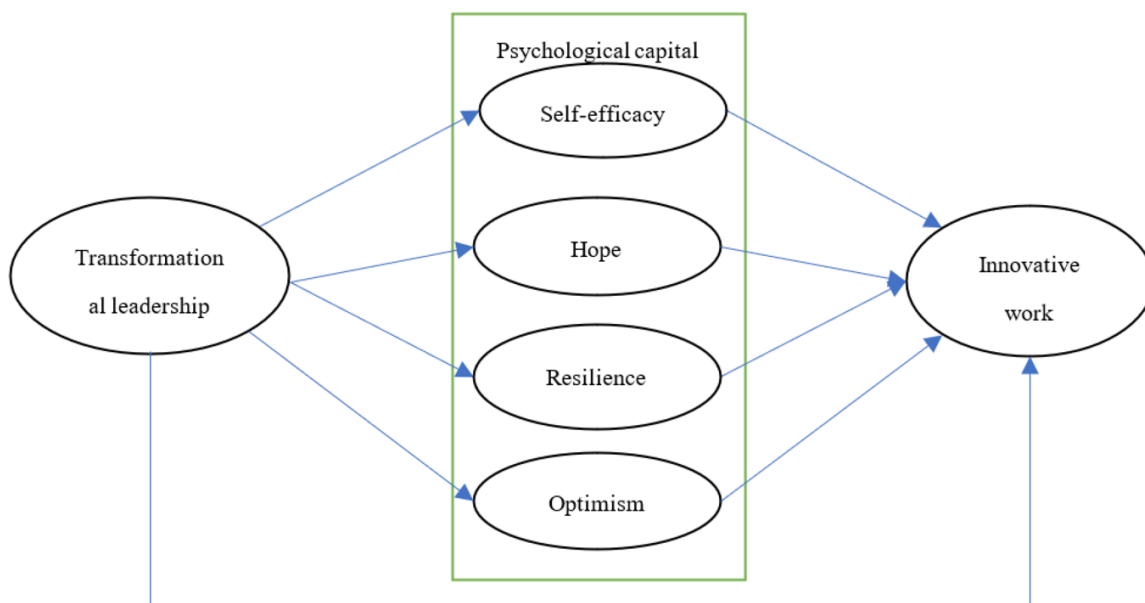 Psychological capital
Self-efficacy
Transformation
al leadership
Hope
Resilience
Optimism
Innovative
work